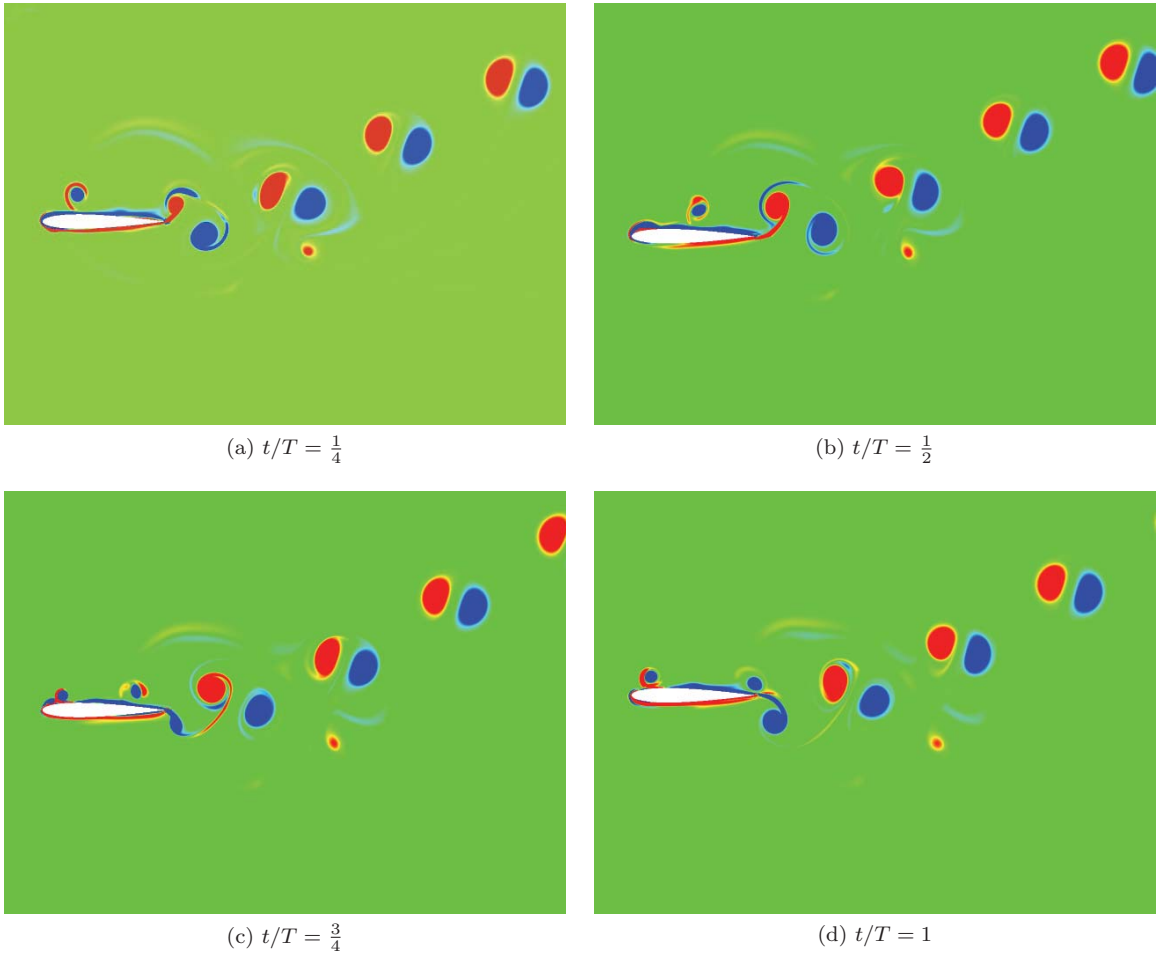 (a) t/T = 1/4
(b) t/T = 1/2
(c) t/T = 3/4
(d) t/T = 1